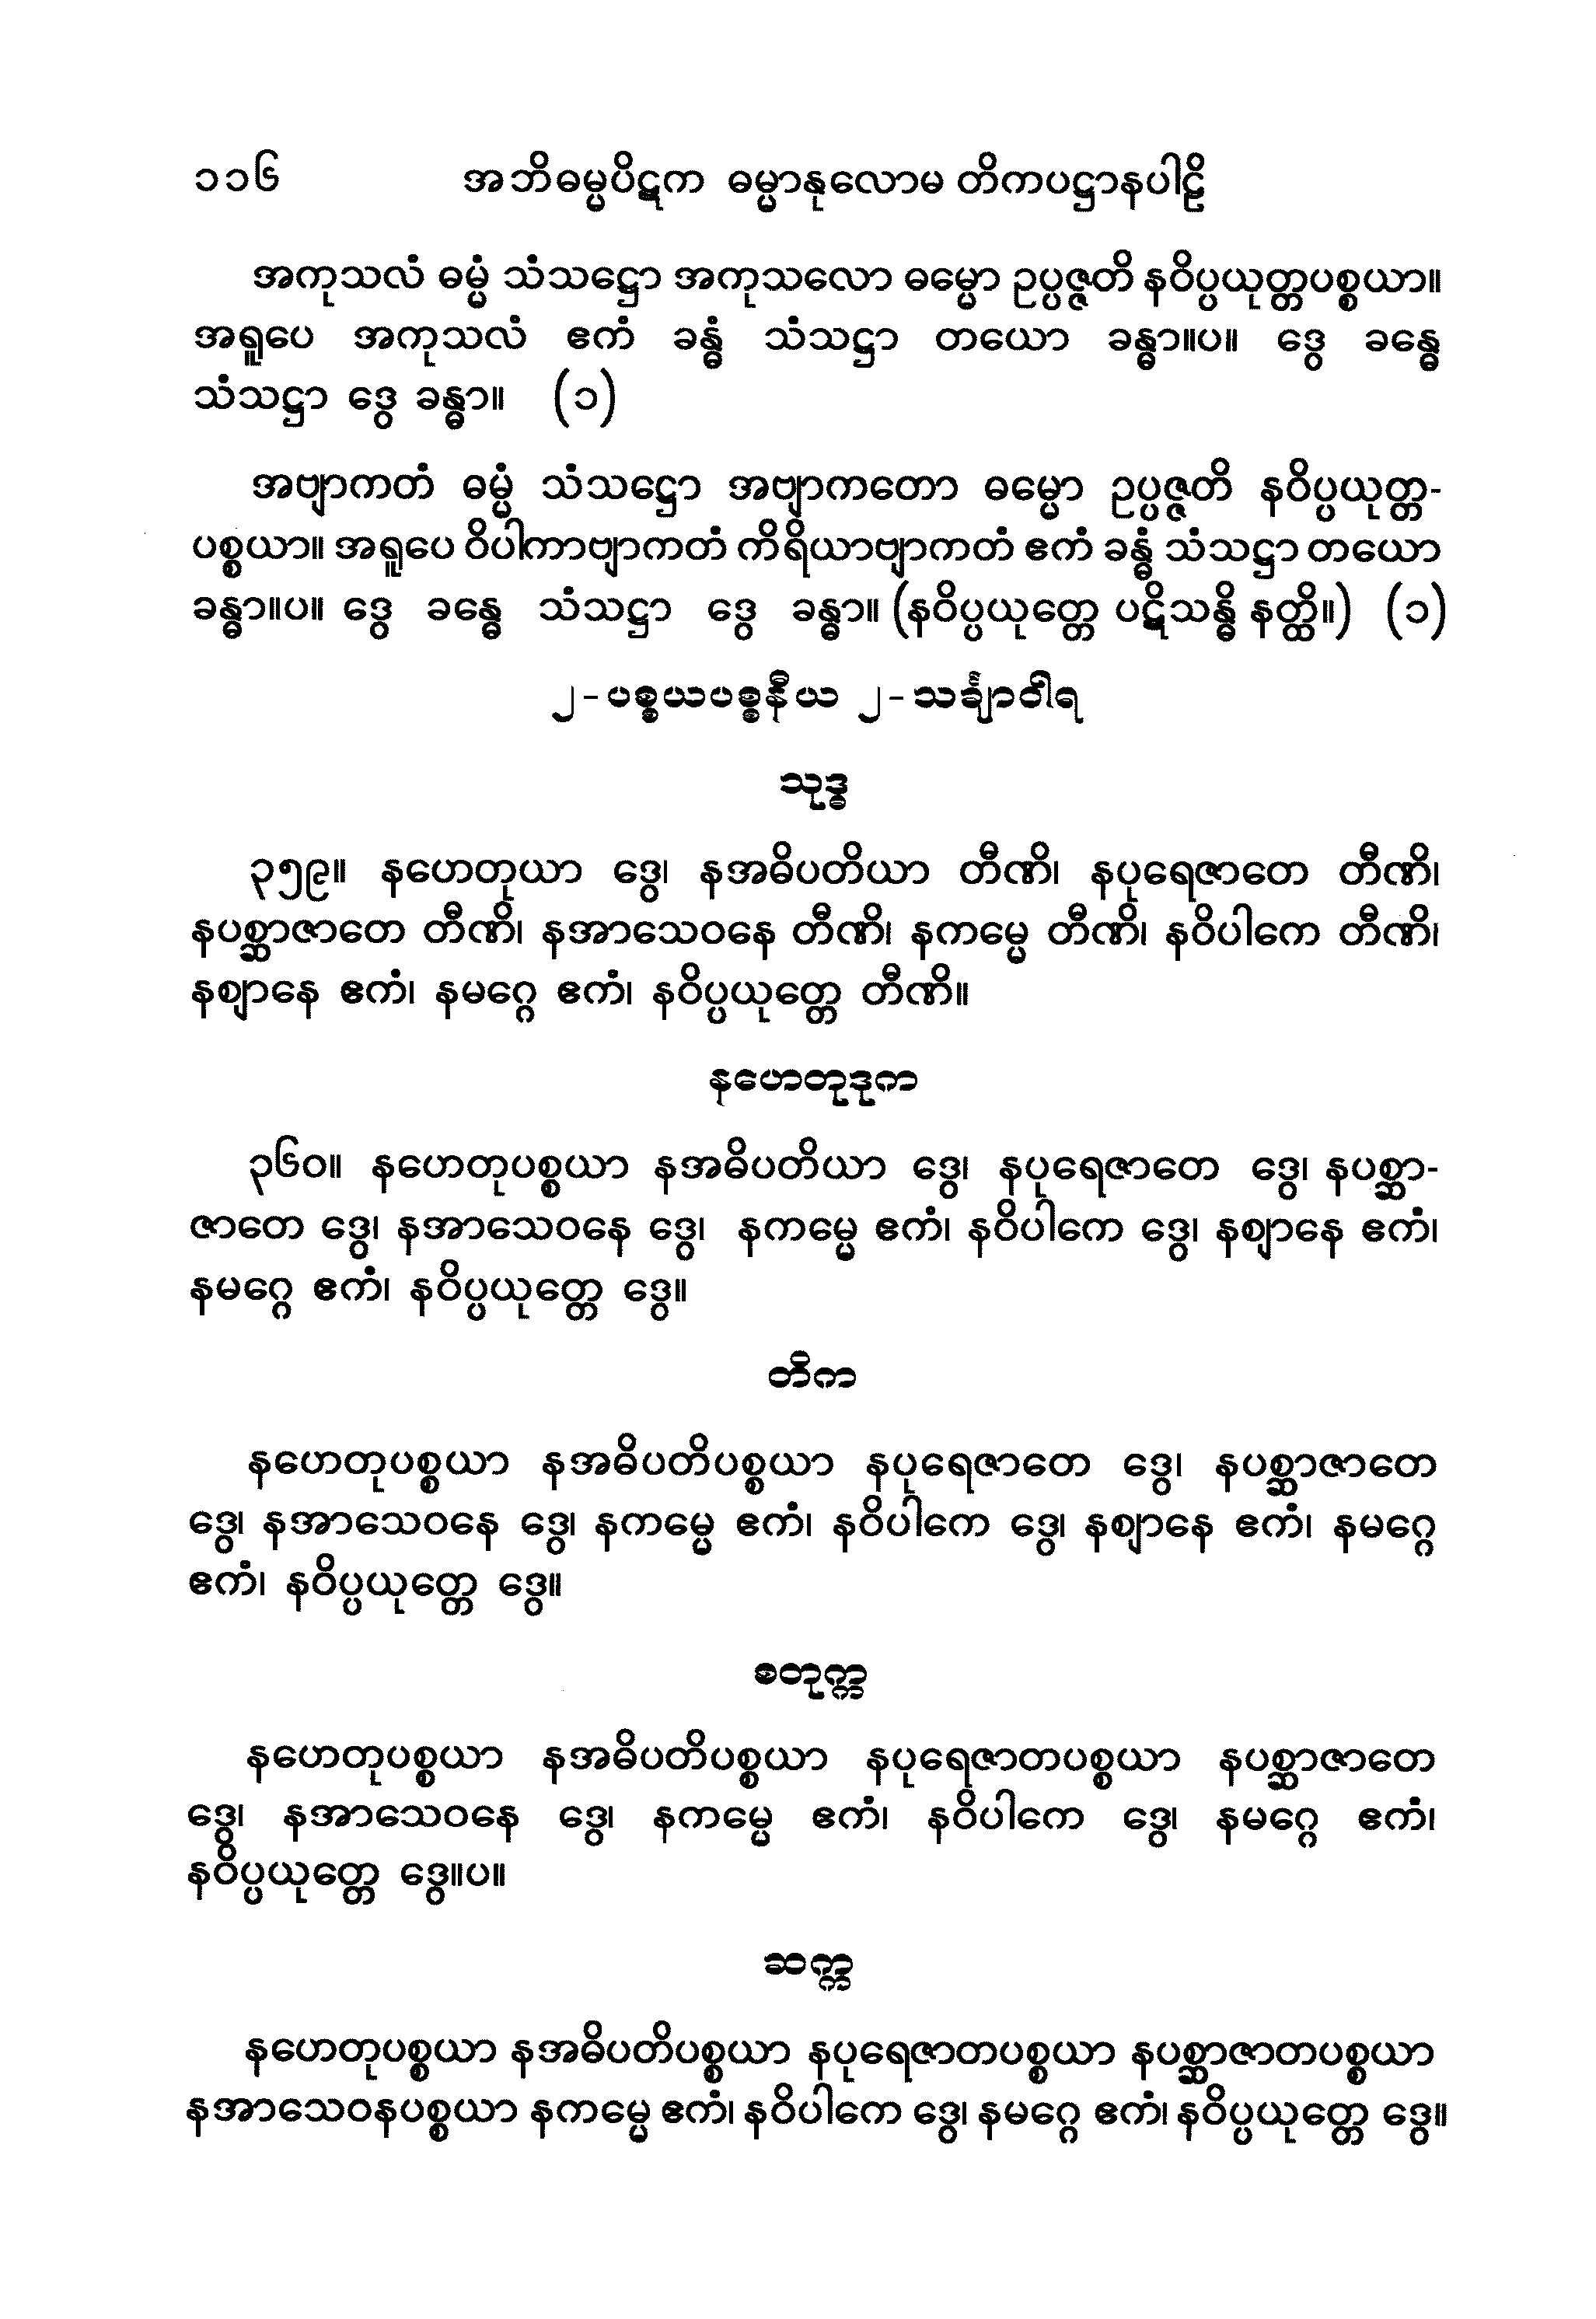 ၁၁၆ အဘိဓမ္မပိဋက ဓမ္မာနုလောမ တိကပဋ္ဌာနပါဠိ
အကုသလံ ဓမ္မံ သံသဋ္ဌော အကုသလော ဓမ္မော ဥပ္ပဇ္ဇတိ နဝိပ္ပယုတ္တပစ္စယာ။
အရူပေ အကုသလံ ဧကံ ခန္ဓံ သံသဋ္ဌာ တယော ခန္ဓာ။ပ။ ဒွေ ခန္ဓေ
သံသဋ္ဌာ ဒွေ ခန္ဓာ။ (၁)
အဗျာကတံ ဓမ္မံ သံသဋ္ဌော အဗျာကတော ဓမ္မော ဥပ္ပဇ္ဇတိ နဝိပ္ပယုတ္တ-
ပစ္စယာ။ အရူပေ ဝိပါကာဗျာကတံ ကိရိယာဗျာကတံ ဧကံ ခန္ဓံ သံသဋ္ဌာ တယော
ခန္ဓာ။ပ။ ဒွေ ခန္ဓေ သံသဋ္ဌာ ဒွေ ခန္ဓာ။ (နဝိပ္ပယုတ္တေ ပဋိသန္ဓိ နတ္ထိ။) (၁)
၂-ပစ္စယပစ္စနီယ ၂-သင်္ချာဝါရ
သုဒ္ဓ
၃၅၉။ နဟေတုယာ ဒွေ၊ နအဓိပတိယာ တီဏိ၊ နပုရေဇာတေ တီဏိ၊
နပစ္ဆာဇာတေ တီဏိ၊ နအာသေဝနေ တီဏိ၊ နကမ္မေ တီဏိ၊ နဝိပါကေ တီဏိ၊
နဈာနေ ဧကံ၊ နမဂ္ဂေ ဧကံ၊ နဝိပ္ပယုတ္တေ တီဏိ။
နဟေတုဒုက
၃၆၀။ နဟေတုပစ္စယာ နအဓိပတိယာ ဒွေ၊ နပုရေဇာတေ ဒွေ၊ နပစ္ဆာ-
ဇာတေ ဒွေ၊ နအာသေဝနေ ဒွေ၊ နကမ္မေ ဧကံ၊ နဝိပါကေ ဒွေ၊ နဈာနေ ဧကံ၊
နမဂ္ဂေ ဧကံ၊ နဝိပ္ပယုတ္တေ ဒွေ။
တိက
နဟေတုပစ္စယာ နအဓိပတိပစ္စယာ နပုရေဇာတေ ဒွေ၊ နပစ္ဆာဇာတေ
ဒွေ၊ နအာသေဝနေ ဒွေ၊ နကမ္မေ ဧကံ၊ နဝိပါကေ ဒွေ၊ နဈာနေ ဧကံ၊ နမဂ္ဂေ
ဧကံ၊ နဝိပ္ပယုတ္တေ ဒွေ။
စတုက္က
နဟေတုပစ္စယာ နအဓိပတိပစ္စယာ နပုရေဇာတပစ္စယာ နပစ္ဆာဇာတေ
ဒွေ၊ နအာသေဝနေ ဒွေ၊ နကမ္မေ ဧကံ၊ နဝိပါကေ ဒွေ၊ နမဂ္ဂေ ဧကံ၊
နဝိပ္ပယုတ္တေ ဒွေ။ပ။
ဆက္က
နဟေတုပစ္စယာ နအဓိပတိပစ္စယာ နပုရေဇာတပစ္စယာ နပစ္ဆာဇာတပစ္စယာ
နအာသေဝနပစ္စယာ နကမ္မေ ဧကံ၊ နဝိပါကေ ဒွေ၊ နမဂ္ဂေ ဧကံ၊ နဝိပ္ပယုတ္တေ ဒွေ။